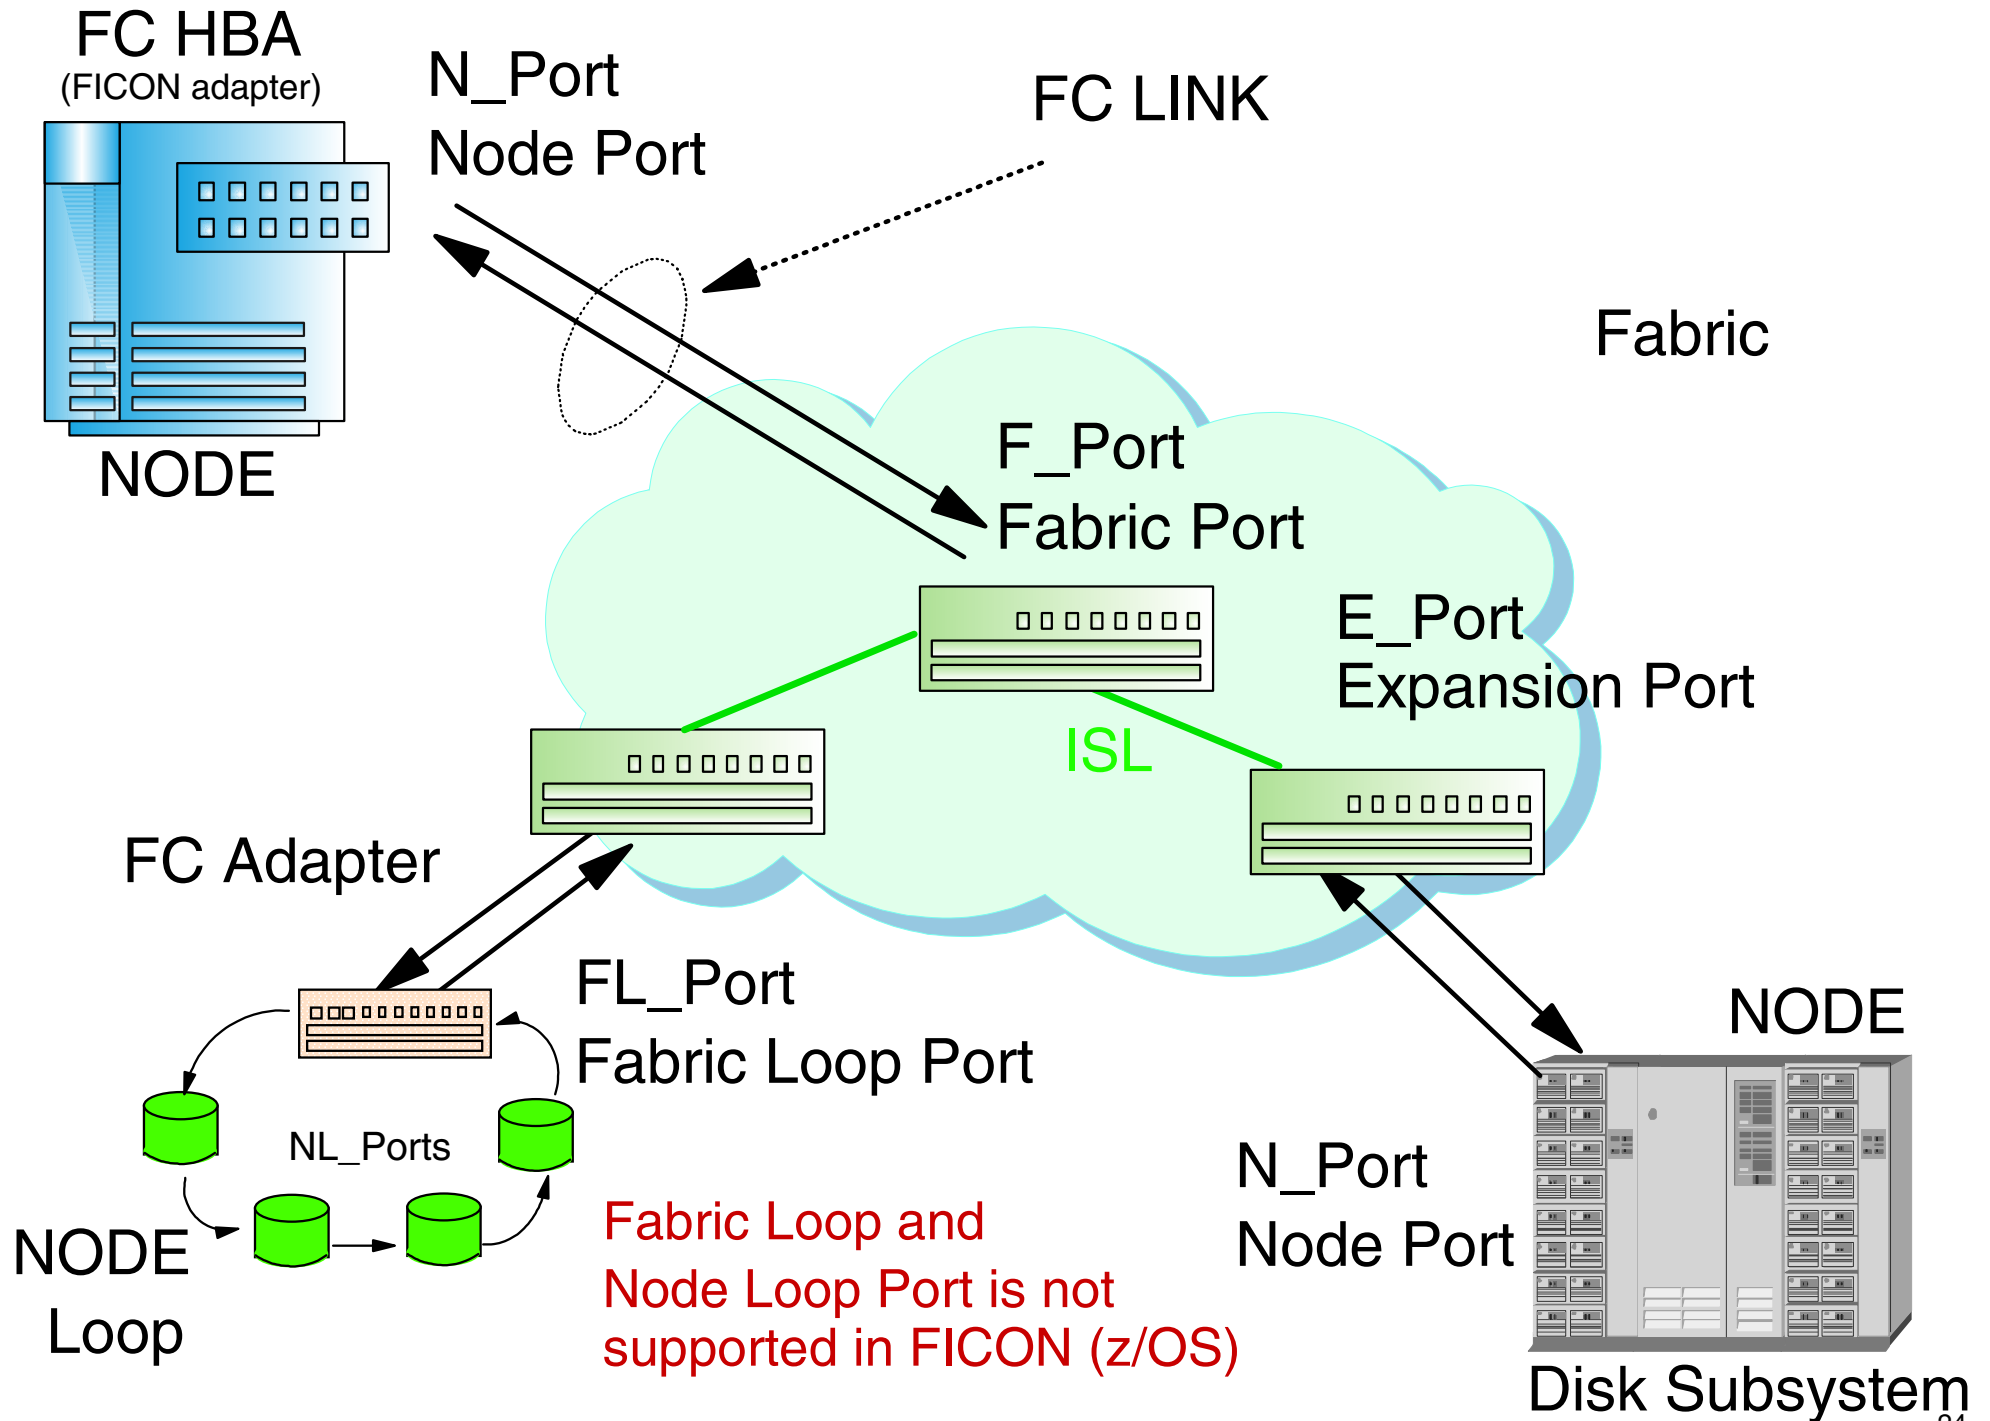 FC HBA
(FICON adapter)
N_Port
Node Port
FC LINK
Fabric
NODE
F_Port
Fabric Port
E_Port
Expansion Port
ISL
FC Adapter
FL_Port
Fabric Loop Port
NODE
NL_Ports
N_Port
Node Port
NODE
Loop
Fabric Loop and
Node Loop Port is not
supported in FICON (z/OS)
Disk Subsystem